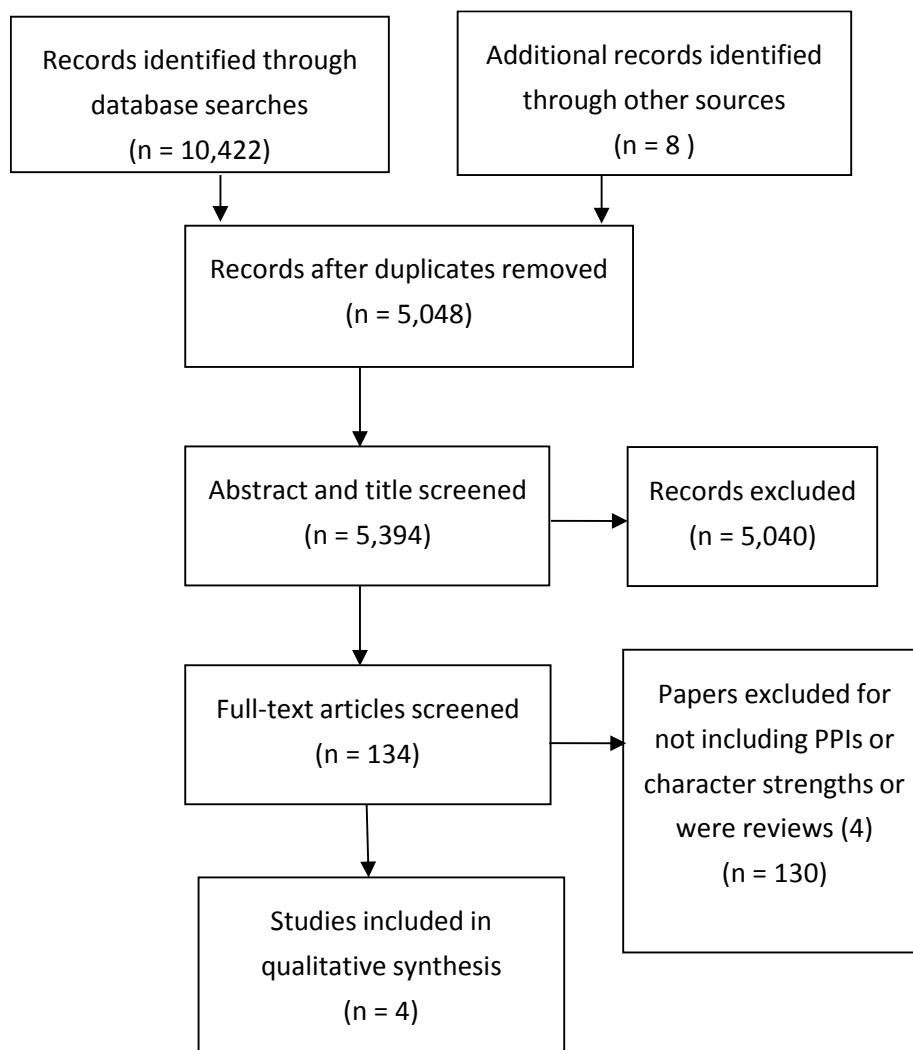 Records identified through
database searches
(n = 10,422)
Additional records identified
through other sources
(n = 8 )
Records after duplicates removed
(n = 5,048)
Abstract and title screened
(n = 5,394)
Records excluded
(n = 5,040)
Full-text articles screened
(n = 134)
Papers excluded for
not including PPIs or
character strengths or
were reviews (4)
(n = 130)
Studies included in
qualitative synthesis
(n = 4)